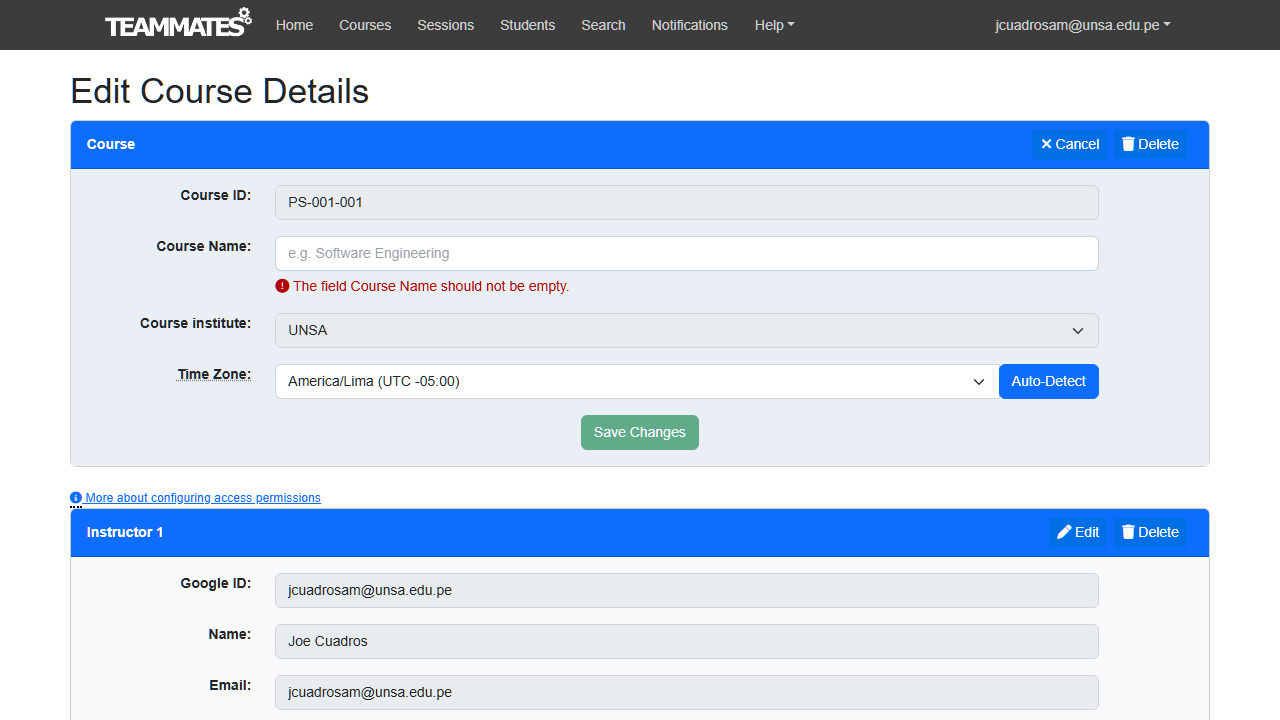 TEAMMATES Home Courses Sessions Students Search Notifications Help jcuadrosam@unsa.edu.pe
Edit Course Details
Course Cancel Delete
Course ID: PS-001-001
Course Name: e.g. Software Engineering
The field Course Name should not be empty.
Course institute: UNSA
Time Zone: America/Lima (UTC -05:00) Auto-Detect
Save Changes
More about configuring access permissions
Instructor 1 Edit Delete
Google ID: jcuadrosam@unsa.edu.pe
Name: Joe Cuadros
Email: jcuadrosam@unsa.edu.pe